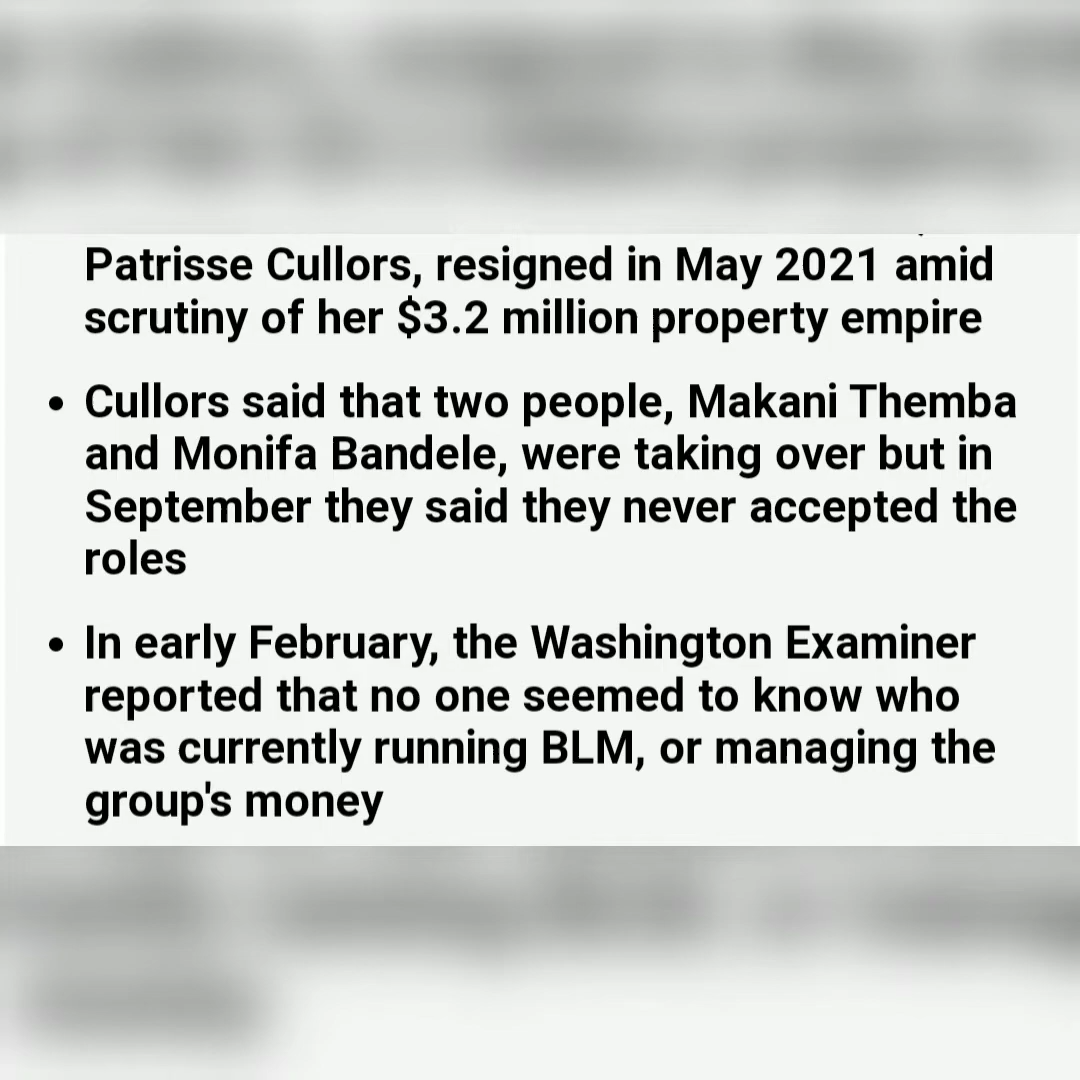 Patrisse Cullors, resigned in May 2021 amid
scrutiny of her $3.2 million property empire
• Cullors said that two people, Makani Themba
and Monifa Bandele, were taking over but in
September they said they never accepted the
roles
• In early February, the Washington Examiner
reported that no one seemed to know who
was currently running BLM, or managing the
group's money